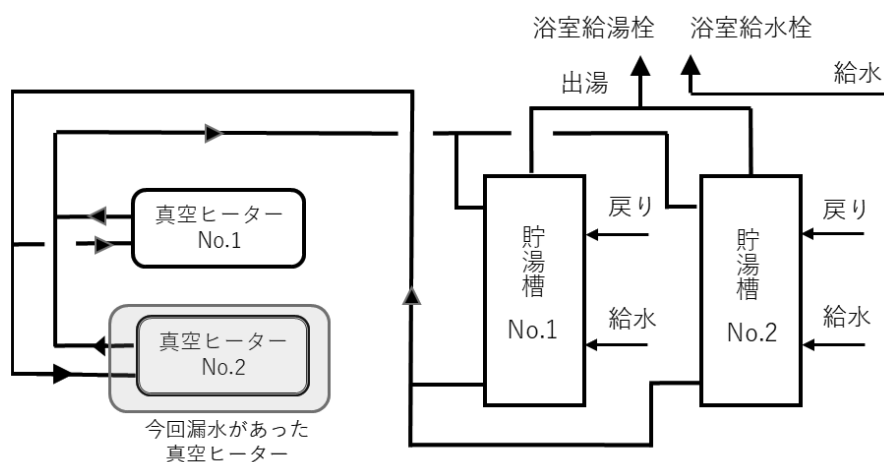 浴室給湯栓
浴室給水栓
出湯
給水
真空ヒーター
No.1
真空ヒーター
No.2
今回漏水があった
真空ヒーター
貯湯槽
No.1
戻り
給水
貯湯槽
No.2
戻り
給水